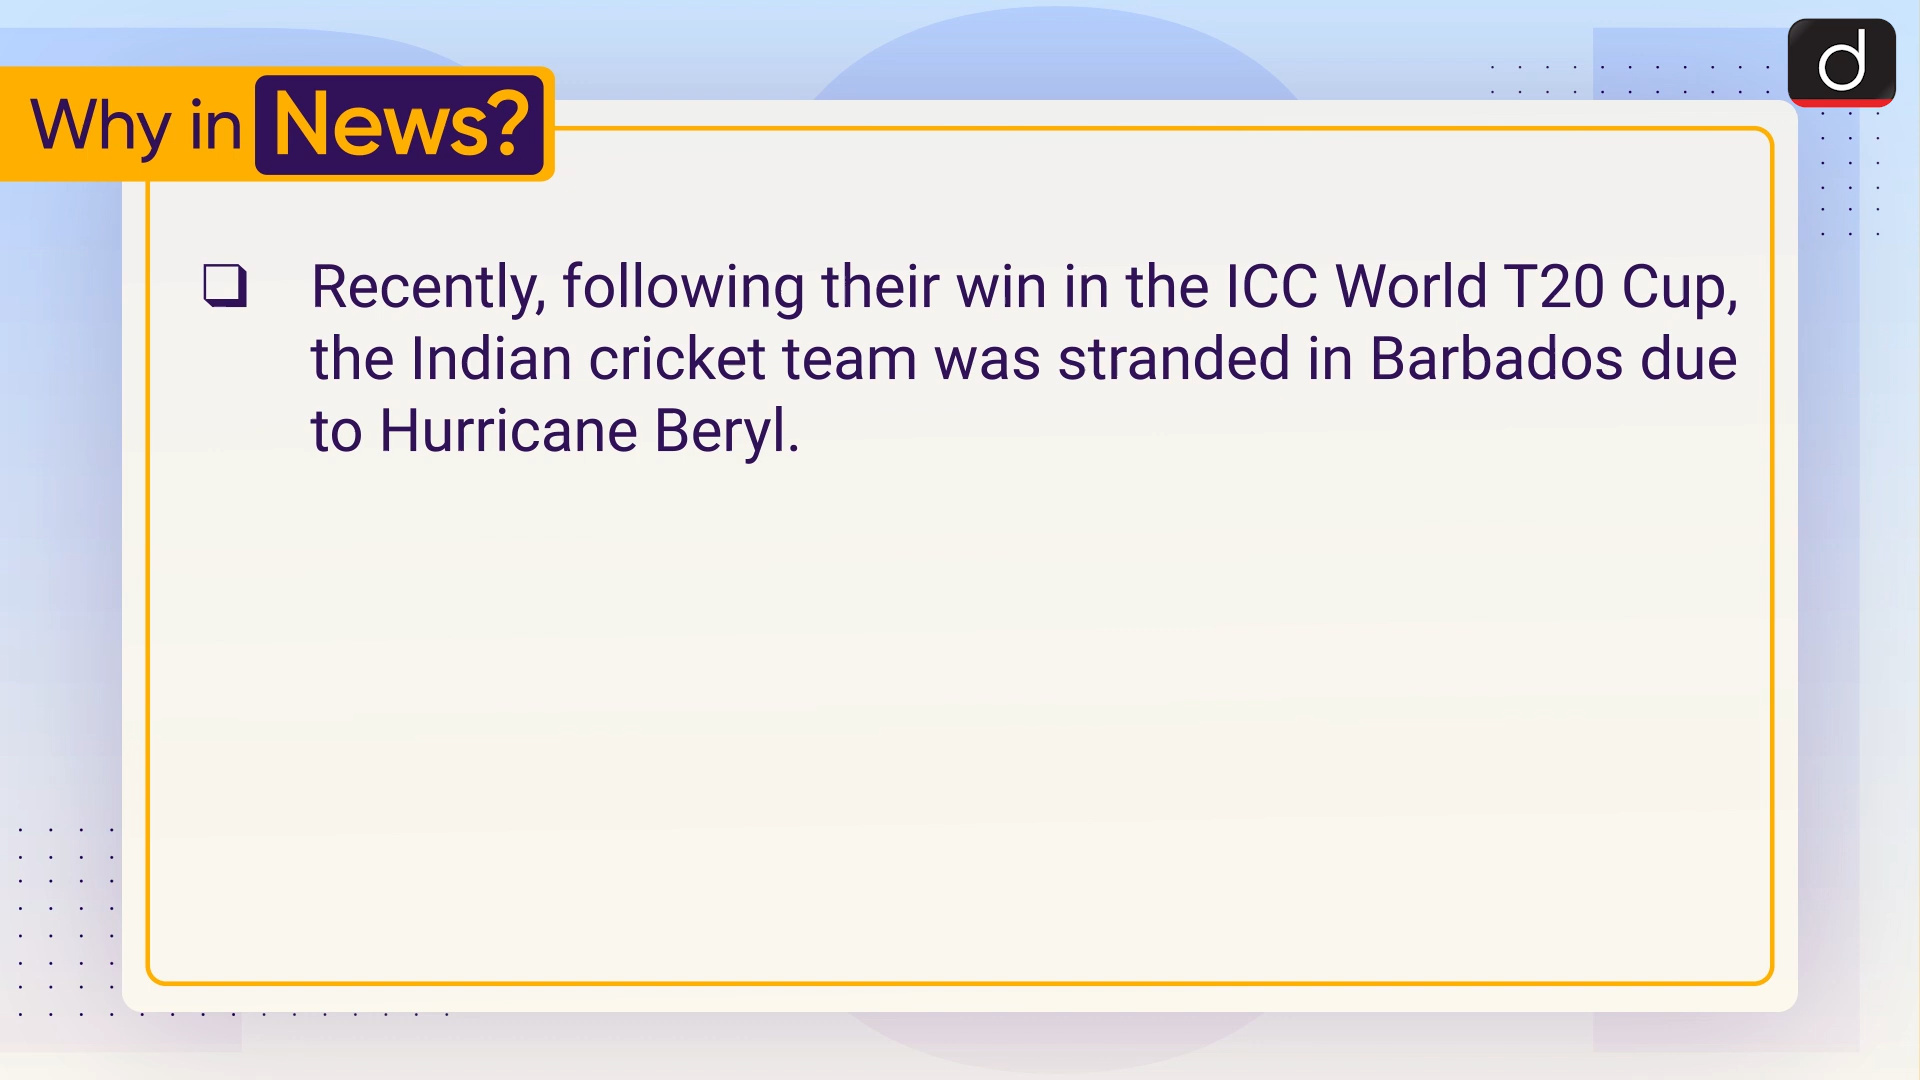 Why in News?
d
Recently, following their win in the ICC World T20 Cup,
the Indian cricket team was stranded in Barbados due
to Hurricane Beryl.